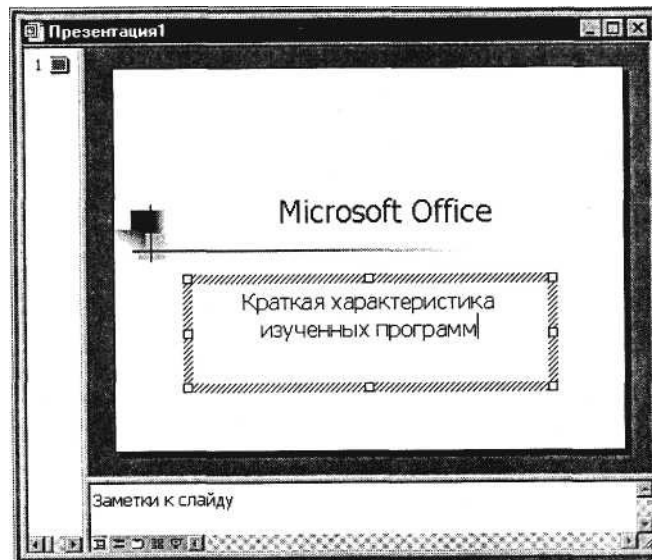 Презентация1
1
Microsoft Office
Краткая характеристика
изученных программ
Заметки к слайду